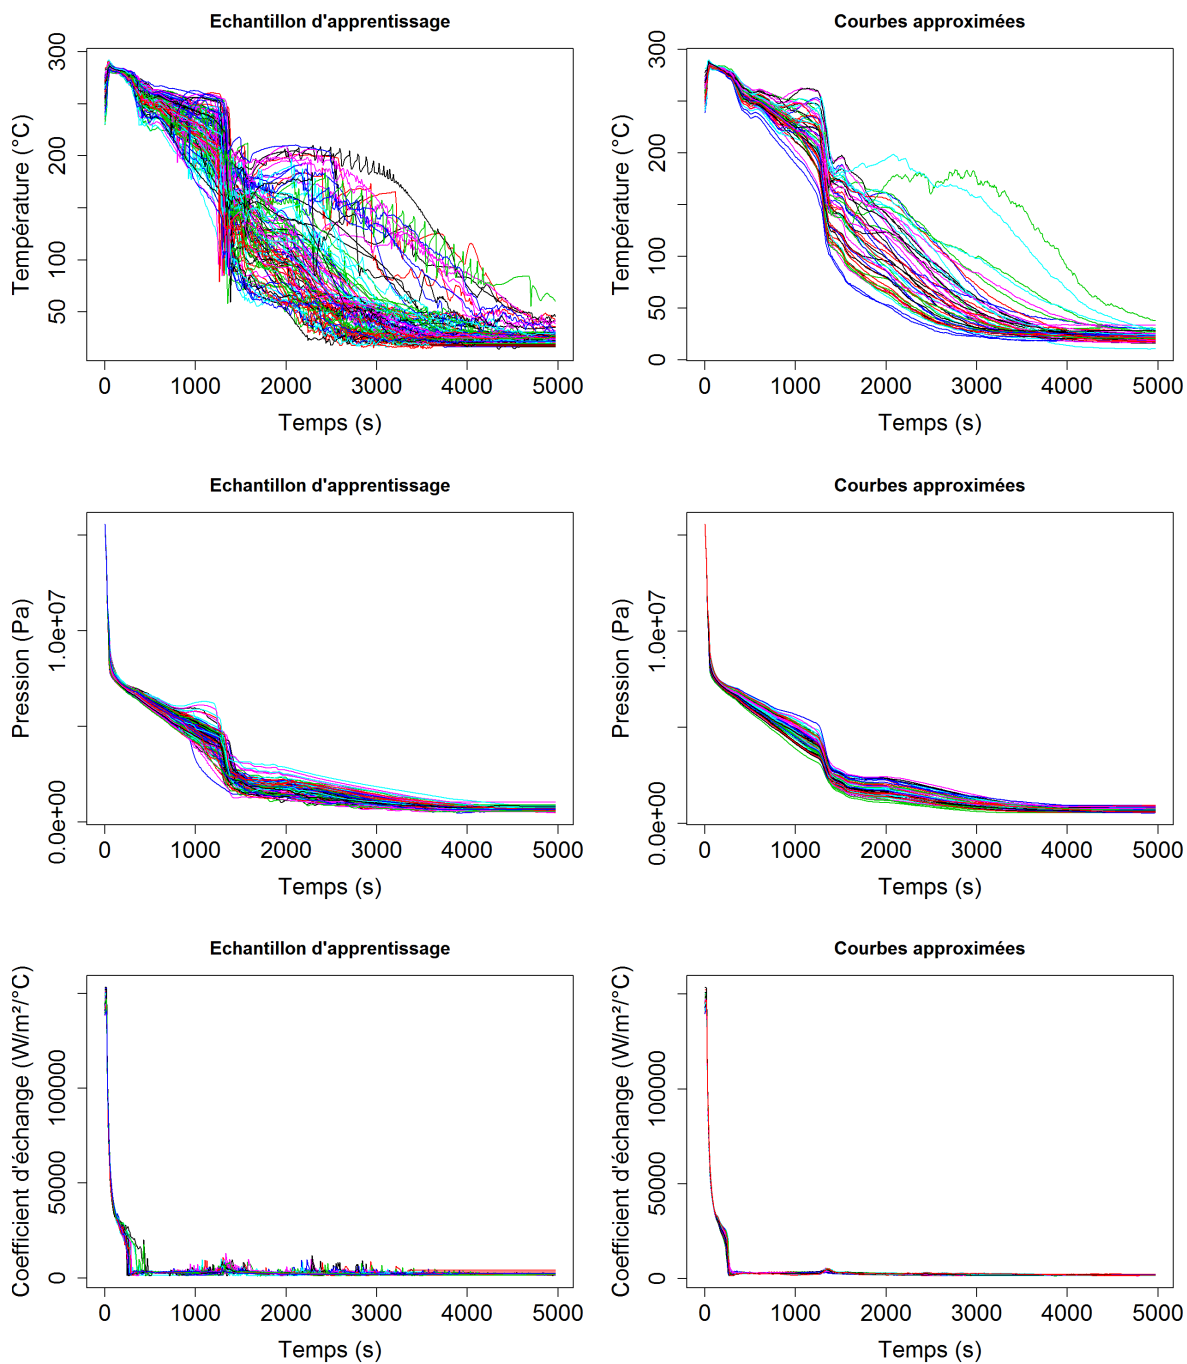 Echantillon d'apprentissage
Courbes approximées
Température (°C)
300
200
100
50
0 1000 2000 3000 4000 5000
Temps (s)
Température (°C)
300
200
150
100
50
0
0 1000 2000 3000 4000 5000
Temps (s)
Echantillon d'apprentissage
Courbes approximées
Pression (Pa)
1.0e+07
0.0e+00
0 1000 2000 3000 4000 5000
Temps (s)
Pression (Pa)
1.0e+07
0.0e+00
0 1000 2000 3000 4000 5000
Temps (s)
Echantillon d'apprentissage
Courbes approximées
Coefficient d'échange (W/m²/°C)
100000
50000
0
0 1000 2000 3000 4000 5000
Temps (s)
Coefficient d'échange (W/m²/°C)
100000
50000
0
0 1000 2000 3000 4000 5000
Temps (s)